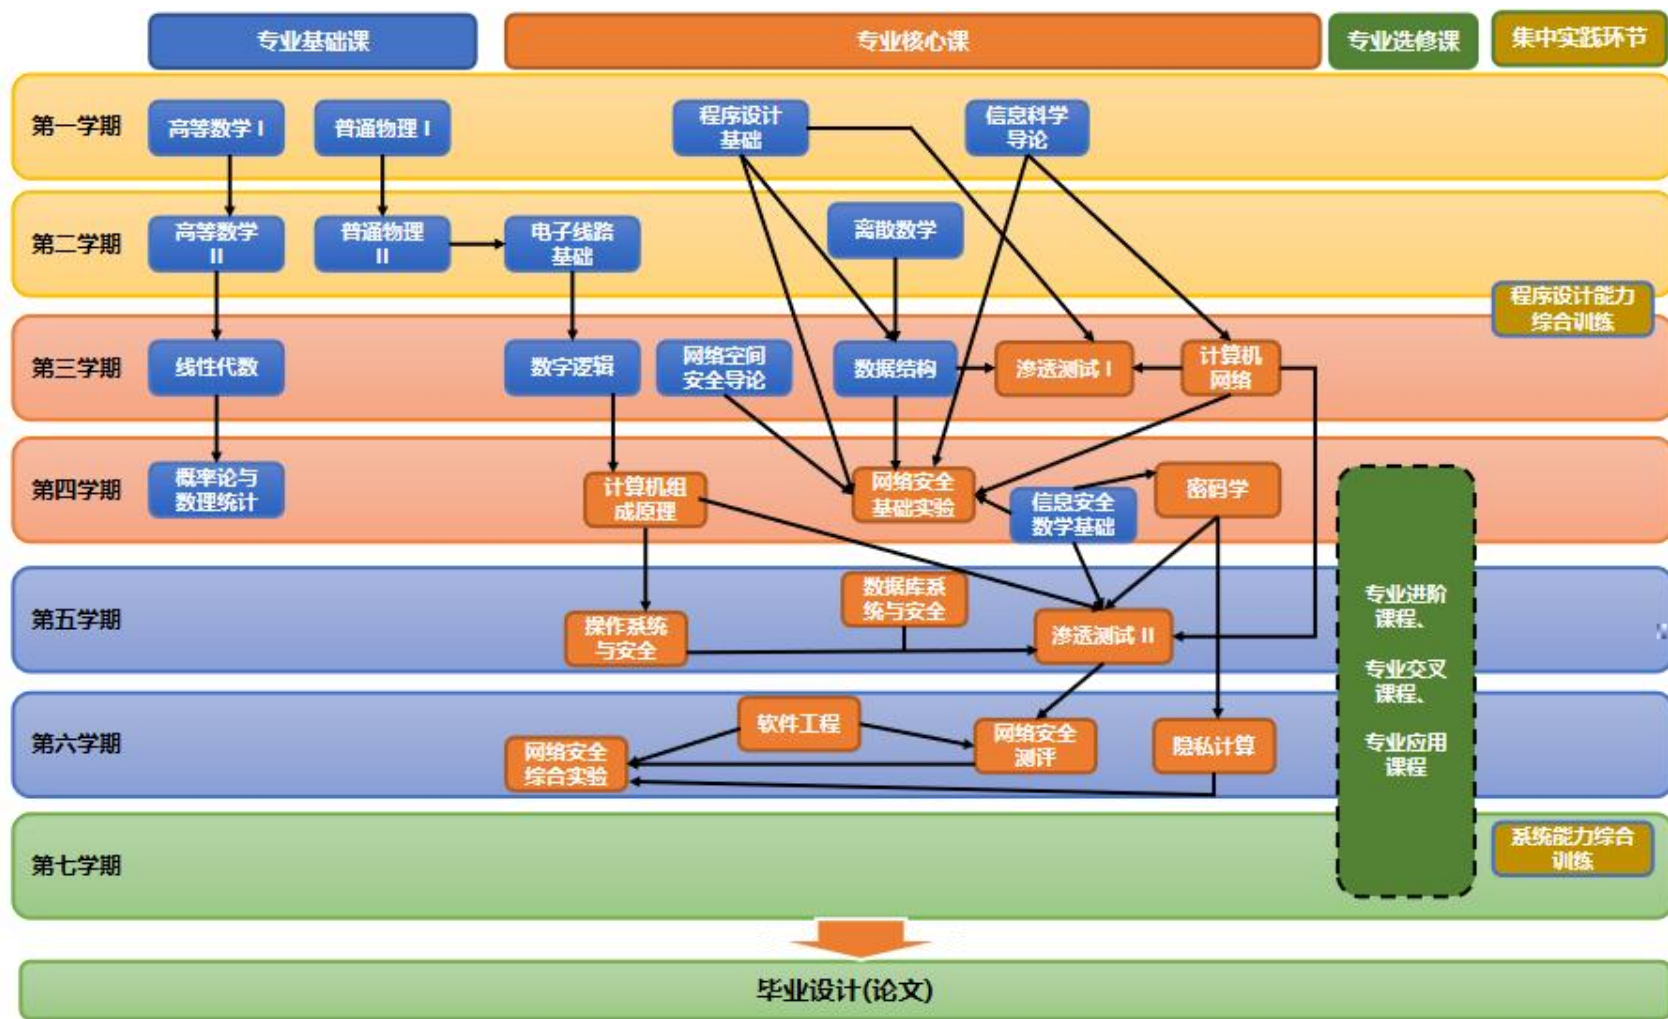 专业基础课
专业核心课
专业选修课
集中实践环节
第一学期
高等数学 I
普通物理 I
程序设计
基础
信息科学
导论
第二学期
高等数学
II
普通物理
II
电子线路
基础
离散数学
程序设计能力
综合训练
第三学期
线性代数
数字逻辑
网络空间
安全导论
数据结构
渗透测试 I
计算机
网络
第四学期
概率论与
数理统计
计算机组
成原理
网络安全
基础实验
信息安全
数学基础
密码学
第五学期
操作系统
与安全
数据库系
统与安全
渗透测试 II
专业进阶
课程、
专业交叉
课程、
专业应用
课程
第六学期
网络安全
综合实验
软件工程
网络安全
测评
隐私计算
第七学期
系统能力综合
训练
毕业设计(论文)